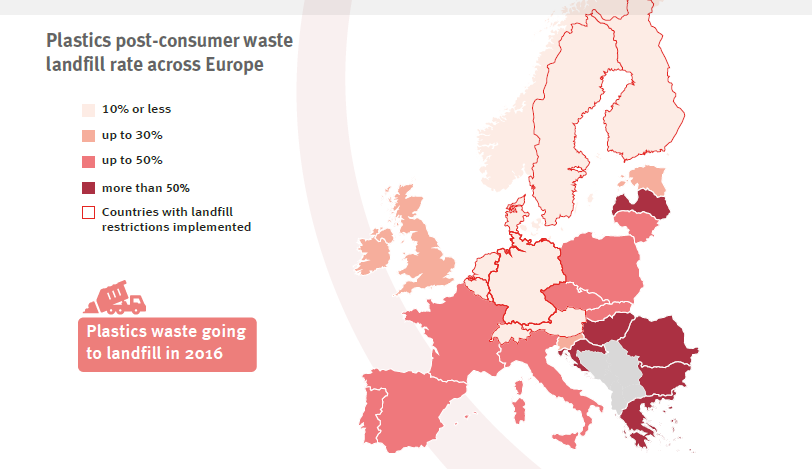 Plastics post-consumer waste
landfill rate across Europe
10% or less
up to 30%
up to 50%
more than 50%
Countries with landfill
restrictions implemented
Plastics waste going
to landfill in 2016